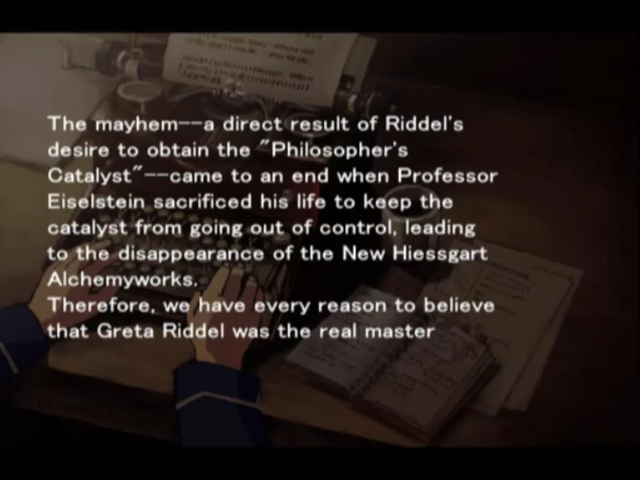 The mayhem--a direct result of Riddel's
desire to obtain the "Philosopher's
Catalyst"--came to an end when Professor
Eiselstein sacrificed his life to keep the
catalyst from going out of control, leading
to the disappearance of the New Hiessgart
Alchemyworks.
Therefore, we have every reason to believe
that Greta Riddel was the real master